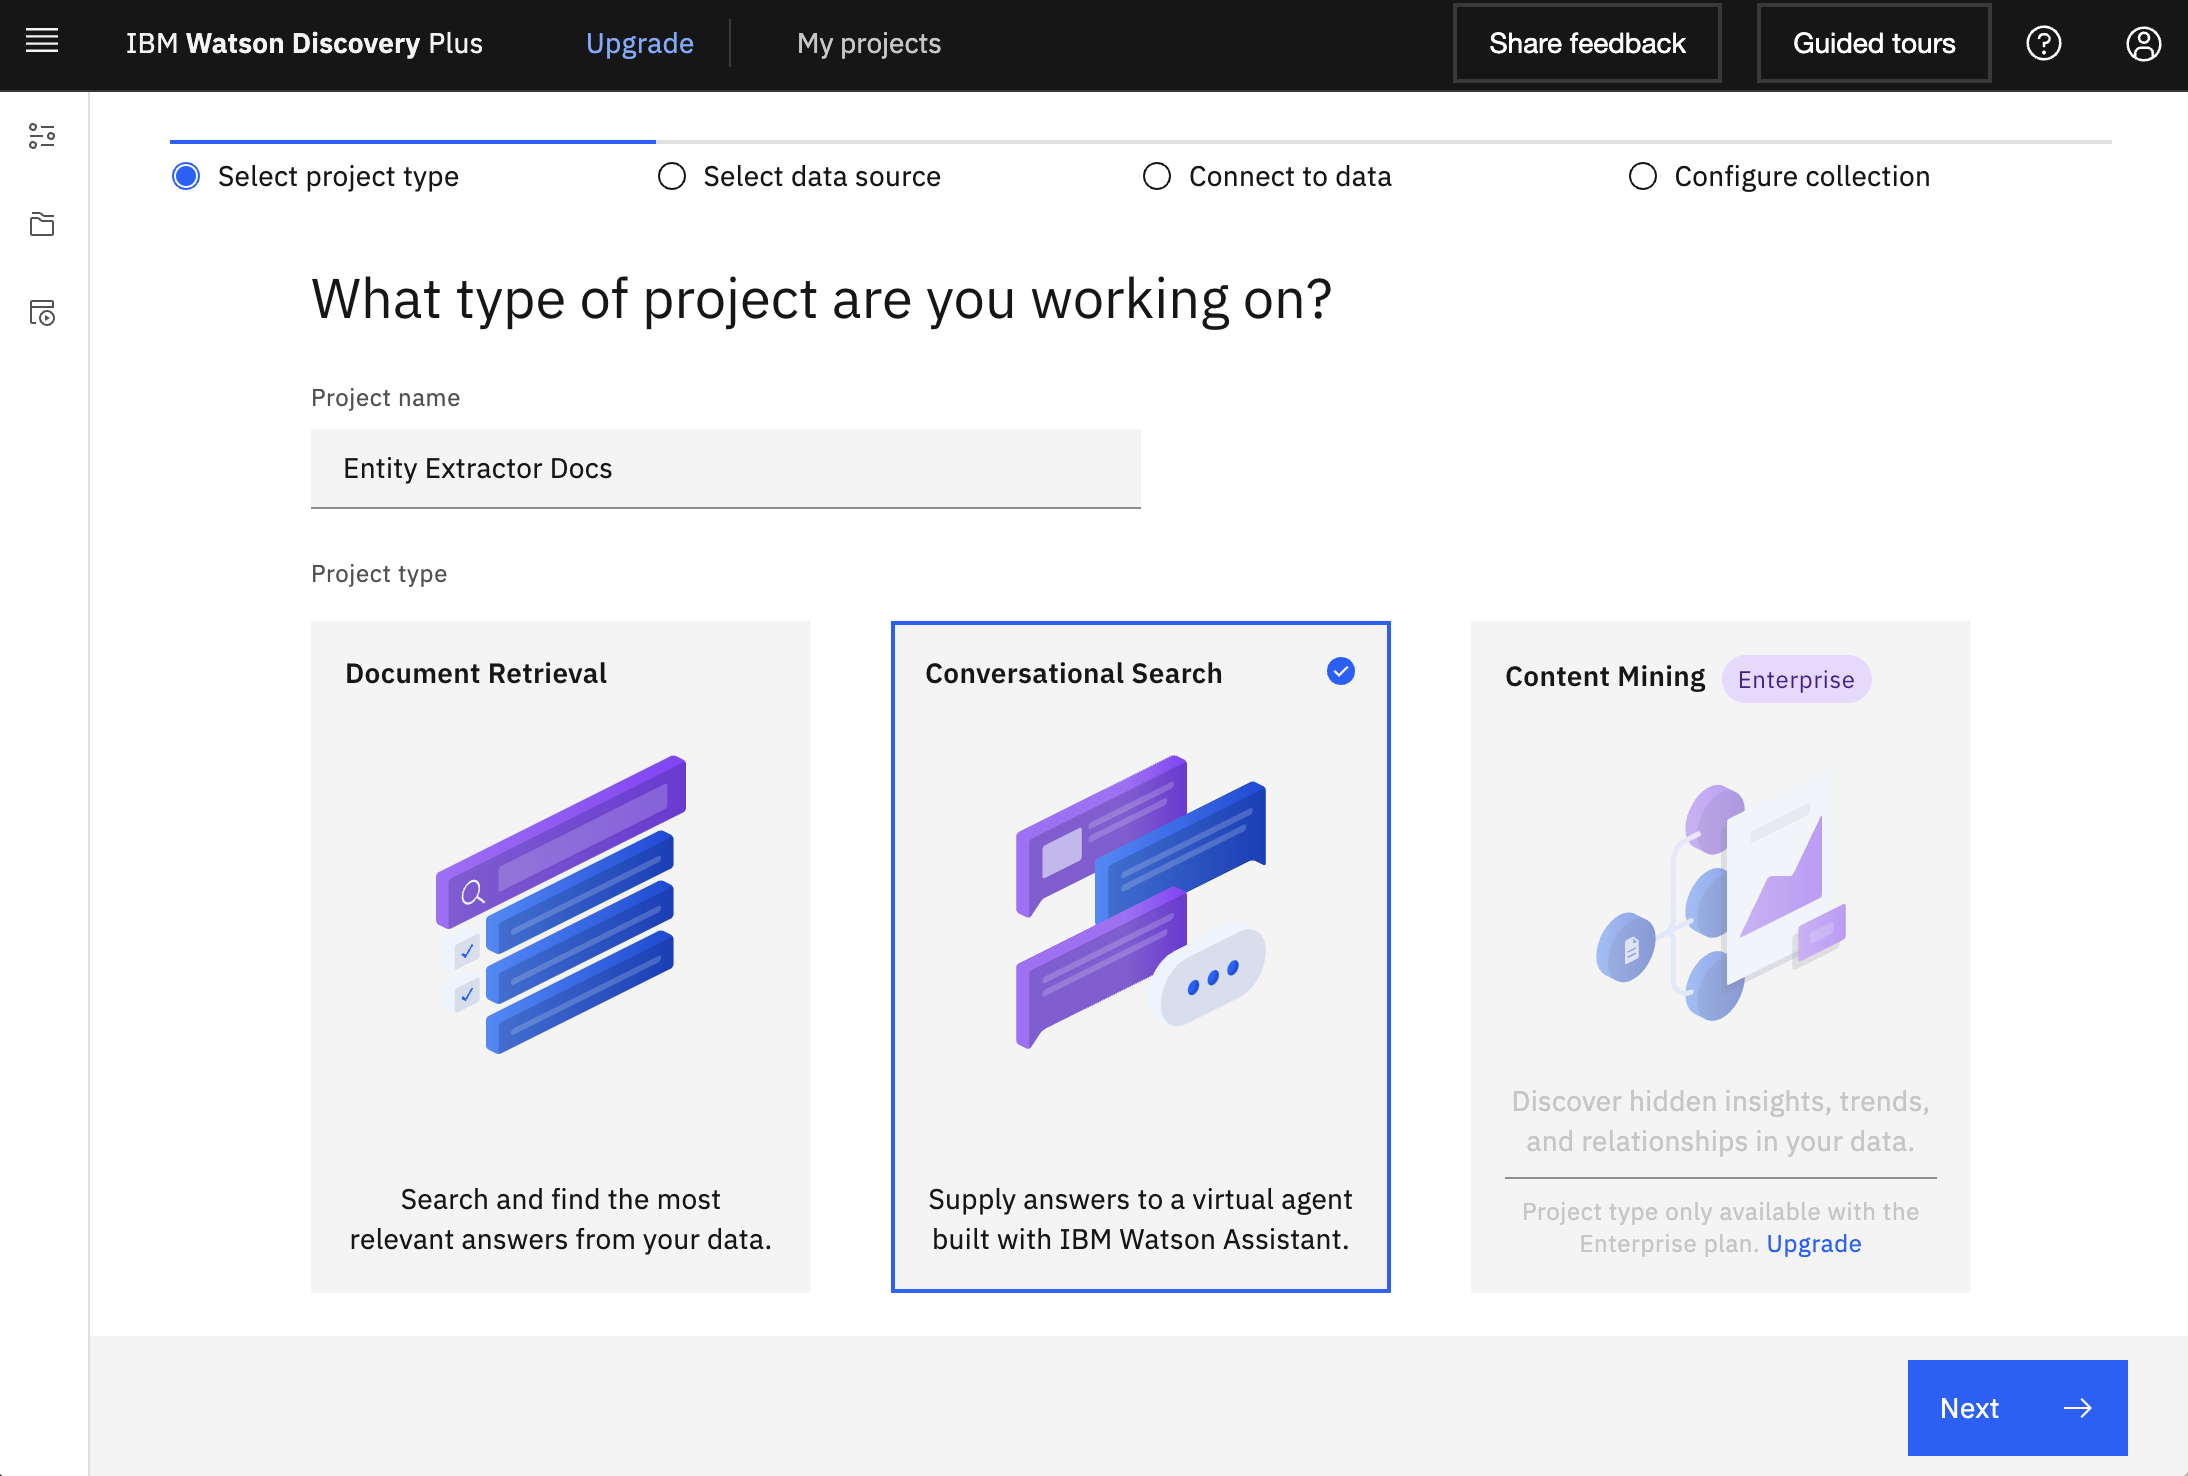 IBM Watson Discovery Plus
Upgrade
My projects
Share feedback
Guided tours
Select project type
Select data source
Connect to data
Configure collection
What type of project are you working on?
Project name
Entity Extractor Docs
Project type
Document Retrieval
Search and find the most
relevant answers from your data.
Conversational Search
Supply answers to a virtual agent
built with IBM Watson Assistant.
Content Mining
Enterprise
Discover hidden insights, trends,
and relationships in your data.
Project type only available with the
Enterprise plan. Upgrade
Next